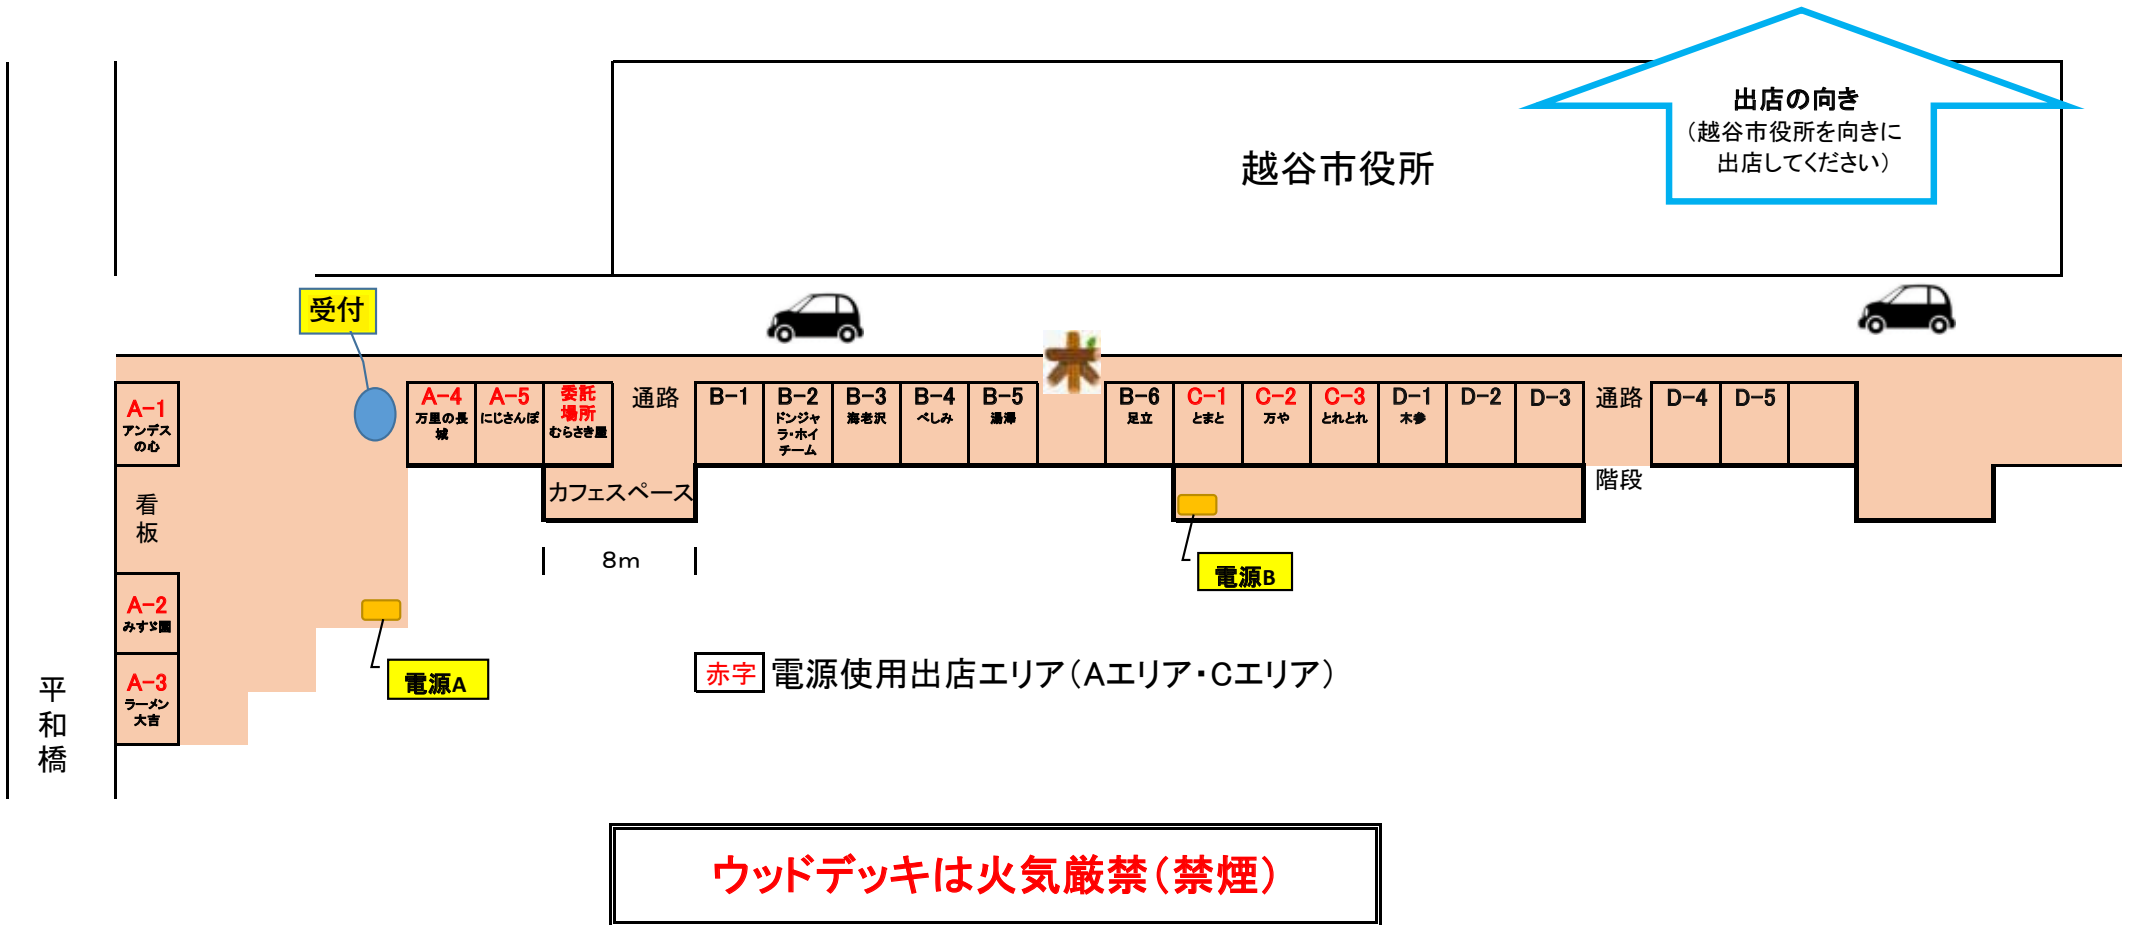 出店の向き
（越谷市役所を向きに
出店してください）
越谷市役所
受付
A-1
アンデス
の心
看
板
A-2
みすゞ園
A-3
ラーメン
大吉
A-4
万里の長
城
A-5
にじさんぽ
委託
場所
むらさき屋
通路
B-1
B-2
ドンジャ
ラ・ホイ
チーム
B-3
海老沢
B-4
べしみ
B-5
湯澤
B-6
足立
C-1
とまと
C-2
万や
C-3
とれとれ
D-1
木参
D-2
D-3
通路
D-4
D-5
カフェスペース
階段
8m
電源B
電源A
赤字 電源使用出店エリア（Aエリア・Cエリア）
平
和
橋
ウッドデッキは火気厳禁（禁煙）